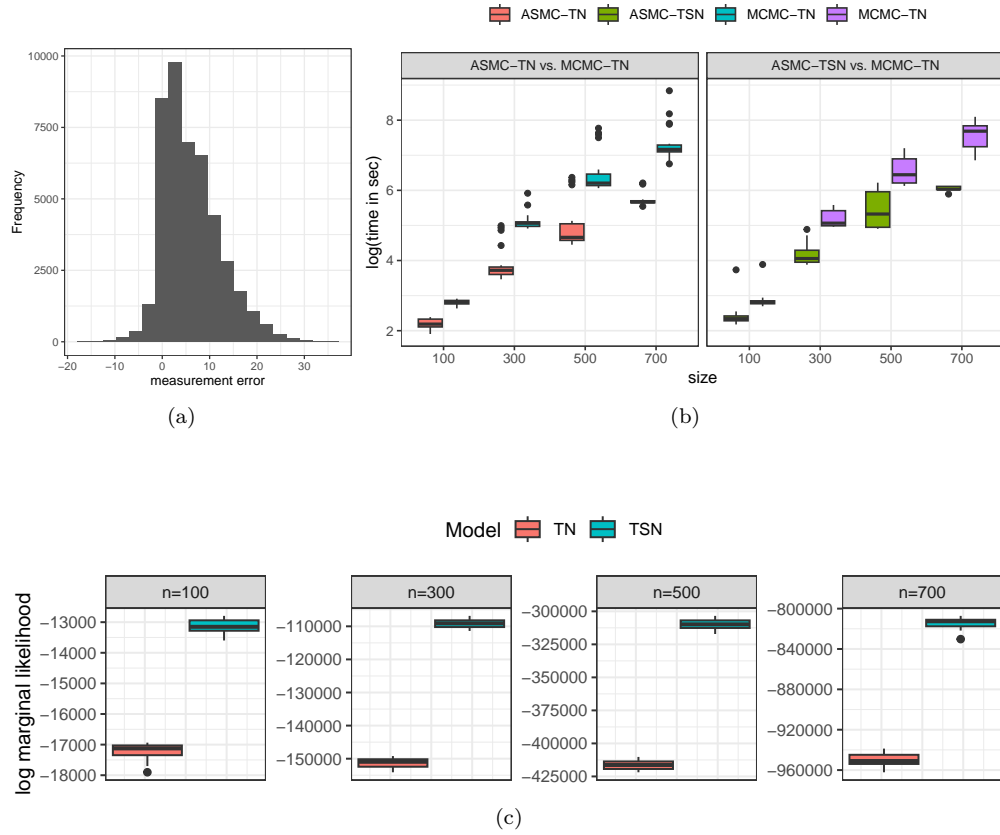 ASMC−TN ASMC−TSN MCMC−TN MCMC−TN
10000
7500
5000
2500
0
Frequency
−20 −10 0 10 20 30
measurement error
(a)
ASMC−TN vs. MCMC−TN
ASMC−TSN vs. MCMC−TN
8
6
4
2
log(time in sec)
100 300 500 700
100 300 500 700
size
(b)
Model TN TSN
log marginal likelihood
n=100
−13000
−14000
−15000
−16000
−17000
−18000
n=300
−110000
−120000
−130000
−140000
−150000
n=500
−300000
−325000
−350000
−375000
−400000
−425000
n=700
−800000
−840000
−880000
−920000
−960000
(c)